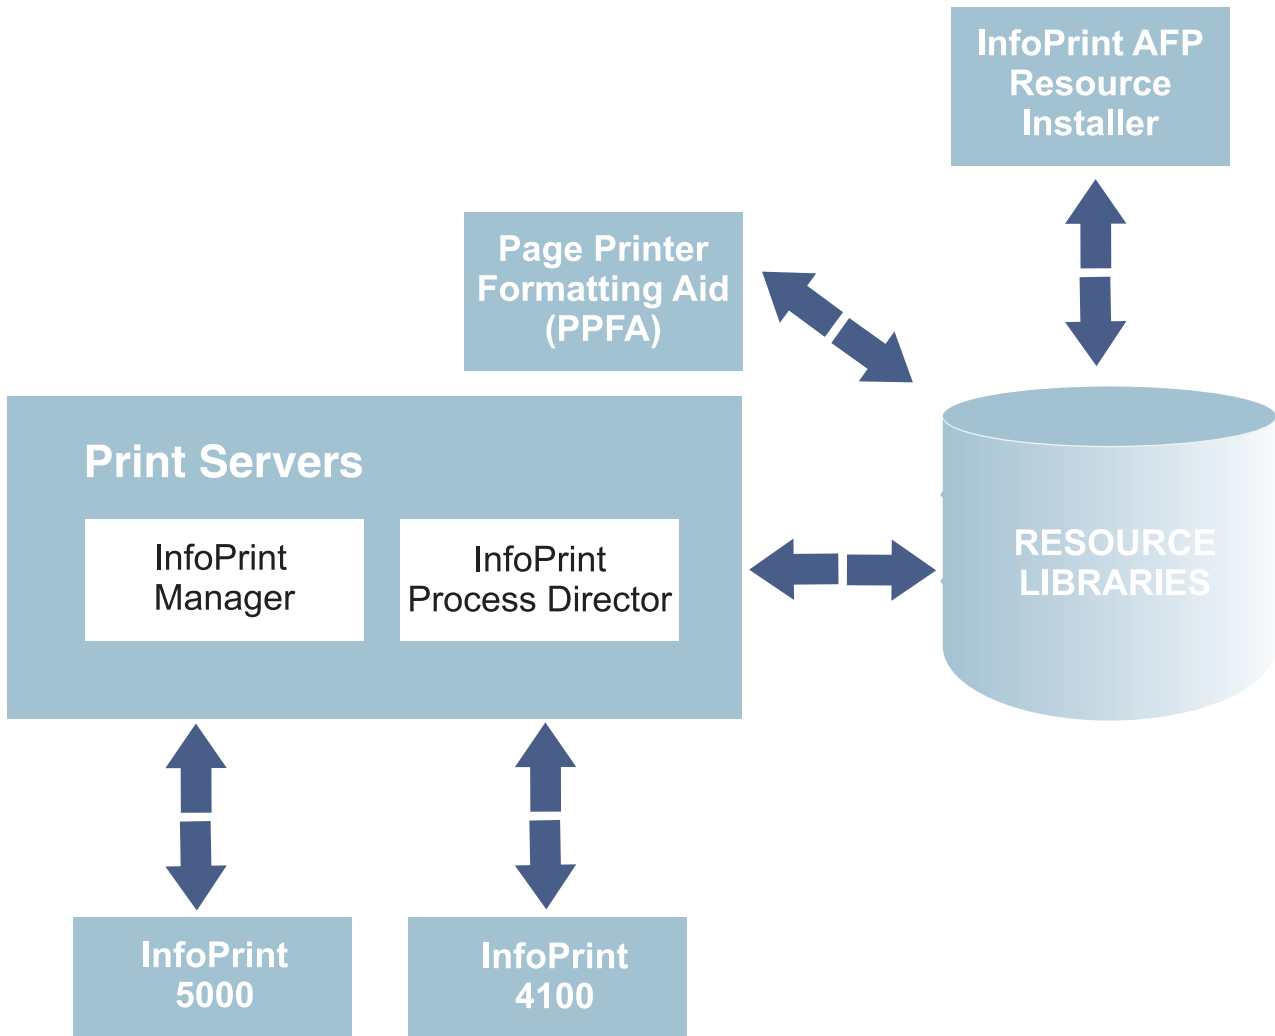 InfoPrint AFP
Resource
Installer
Page Printer
Formatting Aid
(PPFA)
Print Servers
InfoPrint
Manager
InfoPrint
Process Director
RESOURCE
LIBRARIES
InfoPrint
5000
InfoPrint
4100